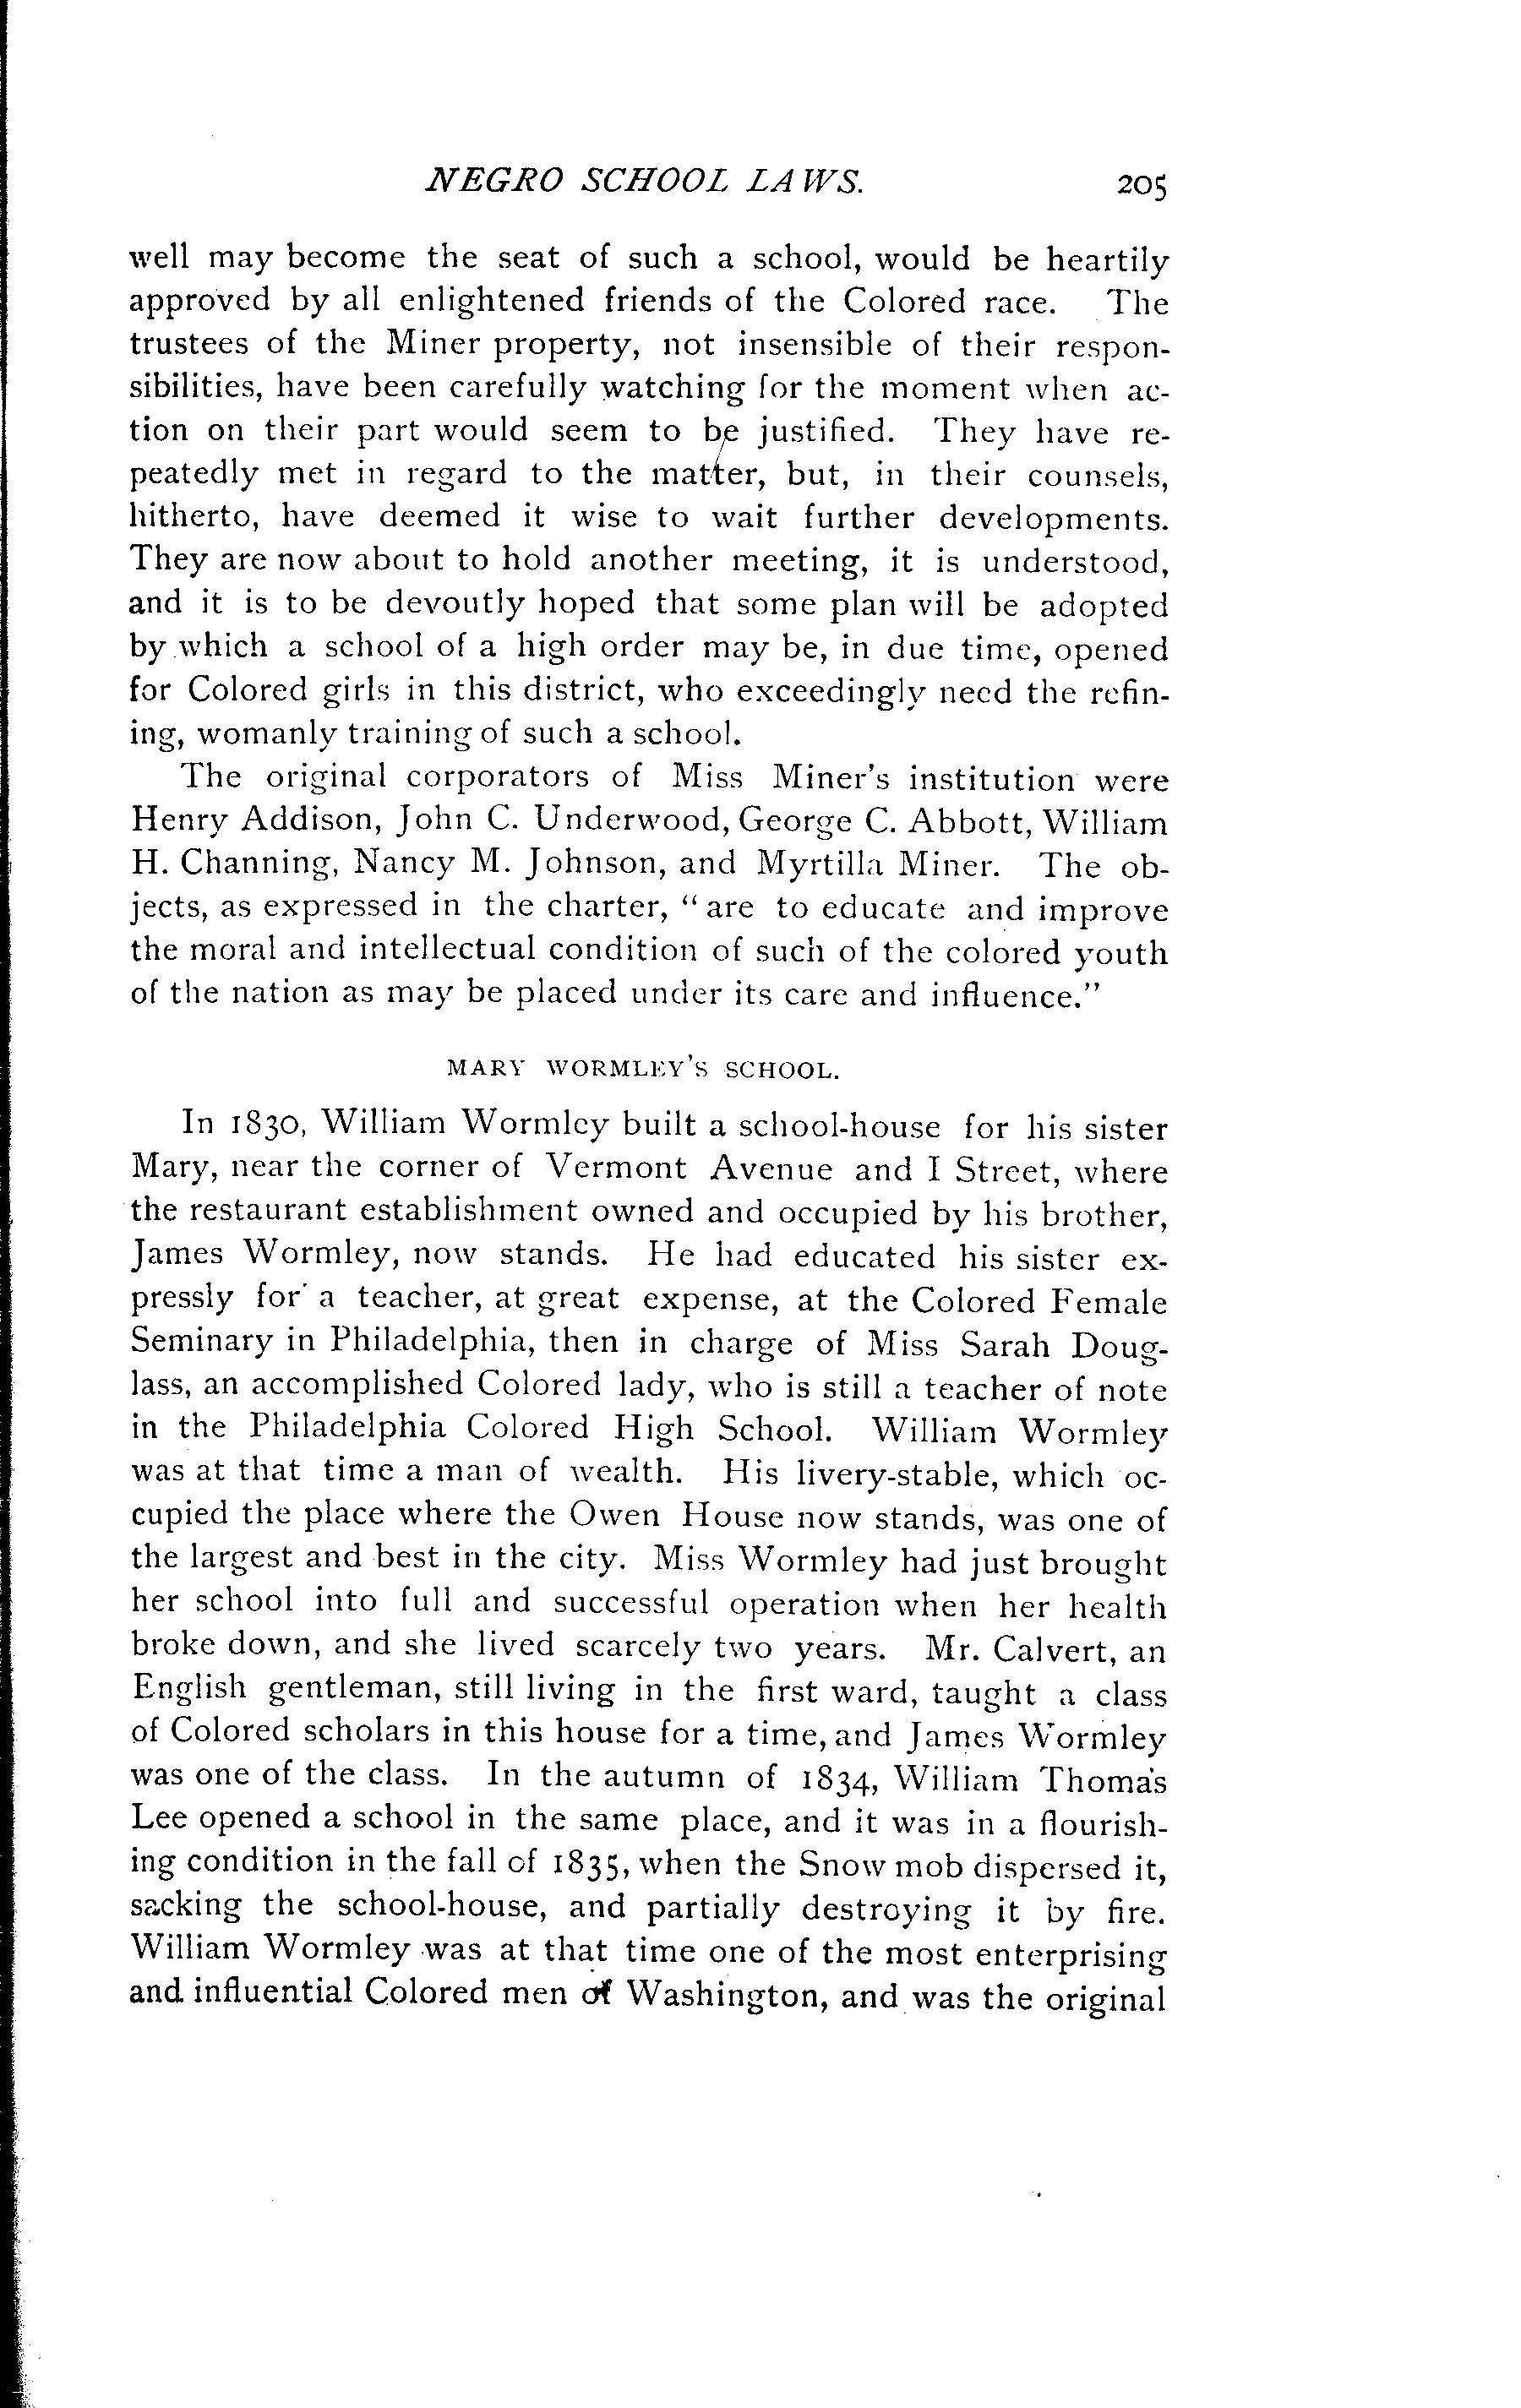 NEGRO SCHOOL LAWS. 205
well may become the seat of such a school, would be heartily
approved by all enlightened friends of the Colored race. The
trustees of the Miner property, not insensible of their respon-
sibilities, have been carefully watching for the moment when ac-
tion on their part would seem to be justified. They have re-
peatedly met in regard to the matter, but, in their counsels,
hitherto, have deemed it wise to wait further developments.
They are now about to hold another meeting, it is understood,
and it is to be devoutly hoped that some plan will be adopted
by which a school of a high order may be, in due time, opened
for Colored girls in this district, who exceedingly need the refin-
ing, womanly training of such a school.
The original corporators of Miss Miner's institution were
Henry Addison, John C. Underwood, George C. Abbott, William
H. Channing, Nancy M. Johnson, and Myrtilla Miner. The ob-
jects, as expressed in the charter, "are to educate and improve
the moral and intellectual condition of such of the colored youth
of the nation as may be placed under its care and influence."
MARY WORMLEY'S SCHOOL.
In 1830, William Wormley built a school-house for his sister
Mary, near the corner of Vermont Avenue and I Street, where
the restaurant establishment owned and occupied by his brother,
James Wormley, now stands. He had educated his sister ex-
pressly for a teacher, at great expense, at the Colored Female
Seminary in Philadelphia, then in charge of Miss Sarah Doug-
lass, an accomplished Colored lady, who is still a teacher of note
in the Philadelphia Colored High School. William Wormley
was at that time a man of wealth. His livery-stable, which oc-
cupied the place where the Owen House now stands, was one of
the largest and best in the city. Miss Wormley had just brought
her school into full and successful operation when her health
broke down, and she lived scarcely two years. Mr. Calvert, an
English gentleman, still living in the first ward, taught a class
of Colored scholars in this house for a time, and James Wormley
was one of the class. In the autumn of 1834, William Thomas
Lee opened a school in the same place, and it was in a flourish-
ing condition in the fall of 1835, when the Snow mob dispersed it,
sacking the school-house, and partially destroying it by fire.
William Wormley was at that time one of the most enterprising
and influential Colored men of Washington, and was the original